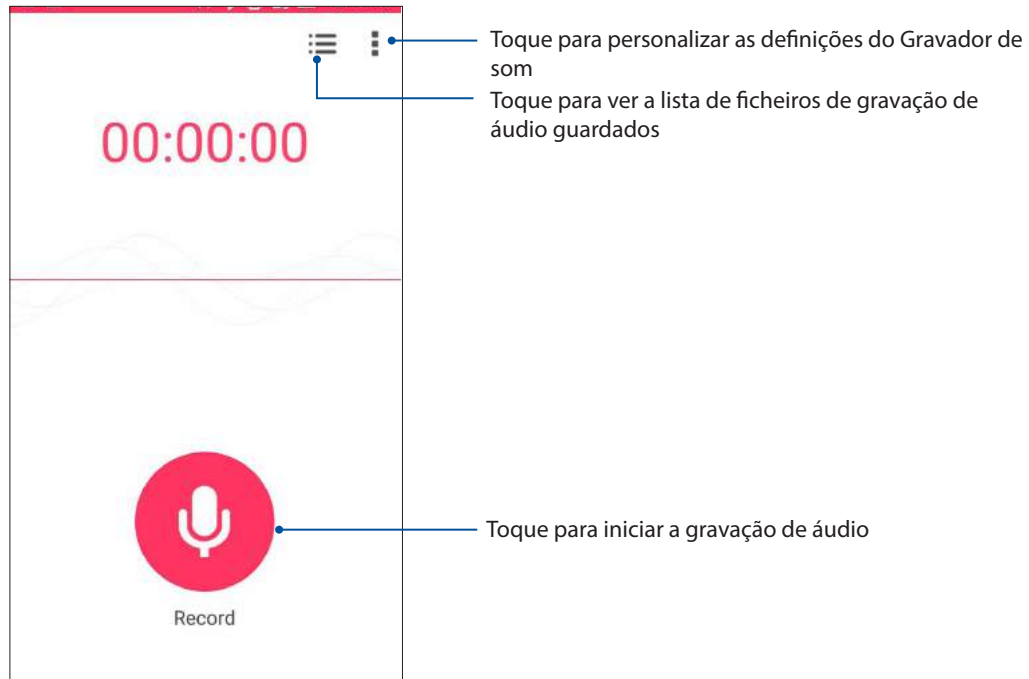 Toque para personalizar as definições do Gravador de
som
Toque para ver a lista de ficheiros de gravação de
áudio guardados
00:00:00
Toque para iniciar a gravação de áudio
Record